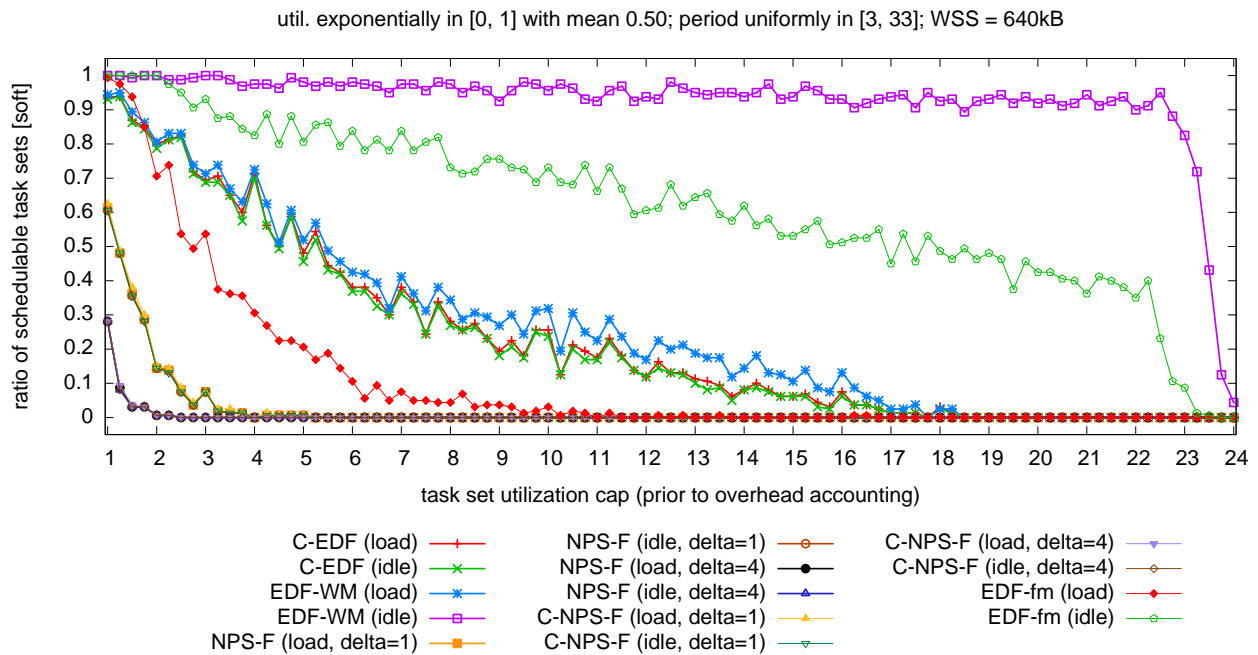 util. exponentially in [0, 1] with mean 0.50; period uniformly in [3, 33]; WSS = 640kB
ratio of schedulable task sets [soft]
1
0.9
0.8
0.7
0.6
0.5
0.4
0.3
0.2
0.1
0
1 2 3 4 5 6 7 8 9 10 11 12 13 14 15 16 17 18 19 20 21 22 23 24
task set utilization cap (prior to overhead accounting)
C-EDF (load)
C-EDF (idle)
EDF-WM (load)
EDF-WM (idle)
NPS-F (load, delta=1)
NPS-F (idle, delta=1)
NPS-F (load, delta=4)
NPS-F (idle, delta=4)
C-NPS-F (load, delta=1)
C-NPS-F (idle, delta=1)
C-NPS-F (load, delta=4)
C-NPS-F (idle, delta=4)
EDF-fm (load)
EDF-fm (idle)